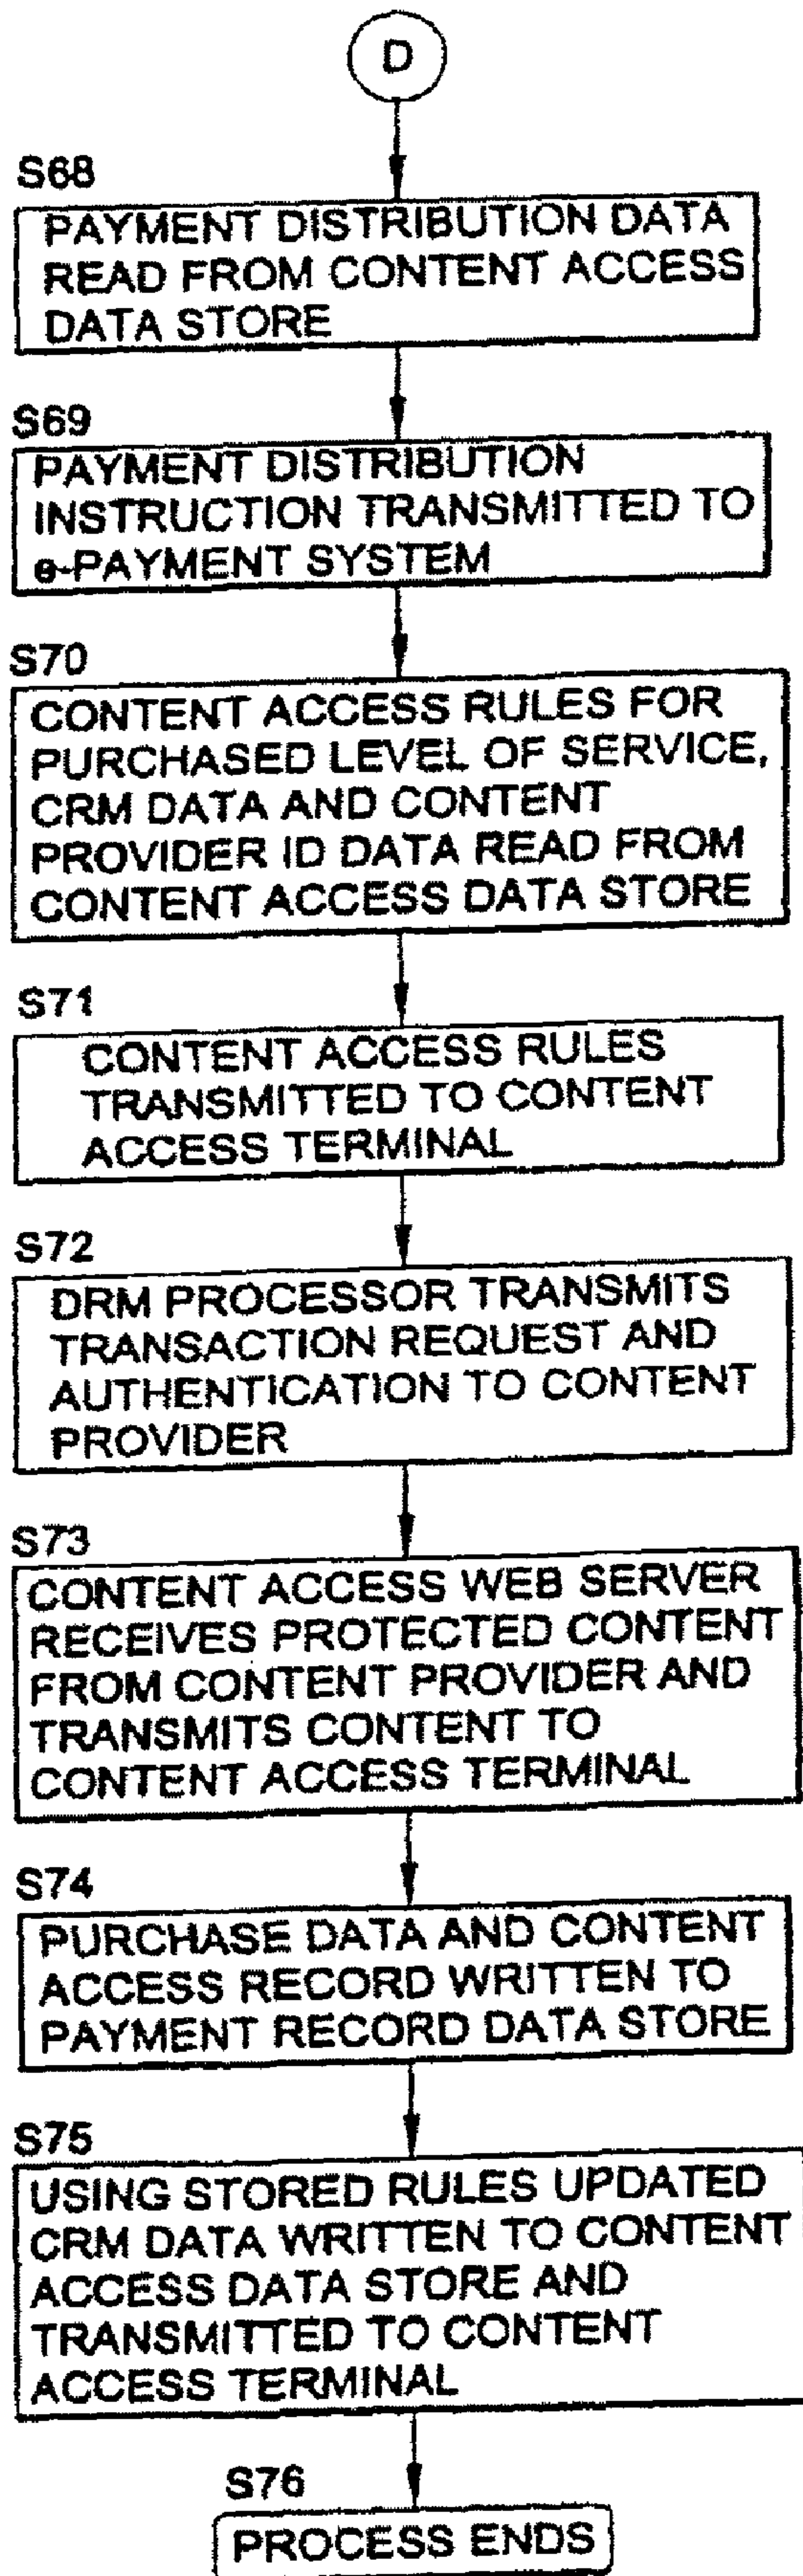 D
S68
PAYMENT DISTRIBUTION DATA
READ FROM CONTENT ACCESS
DATA STORE
S69
PAYMENT DISTRIBUTION
INSTRUCTION TRANSMITTED TO
e-PAYMENT SYSTEM
S70
CONTENT ACCESS RULES FOR
PURCHASED LEVEL OF SERVICE,
CRM DATA AND CONTENT
PROVIDER ID DATA READ FROM
CONTENT ACCESS DATA STORE
S71
CONTENT ACCESS RULES
TRANSMITTED TO CONTENT
ACCESS TERMINAL
S72
DRM PROCESSOR TRANSMITS
TRANSACTION REQUEST AND
AUTHENTICATION TO CONTENT
PROVIDER
S73
CONTENT ACCESS WEB SERVER
RECEIVES PROTECTED CONTENT
FROM CONTENT PROVIDER AND
TRANSMITS CONTENT TO
CONTENT ACCESS TERMINAL
S74
PURCHASE DATA AND CONTENT
ACCESS RECORD WRITTEN TO
PAYMENT RECORD DATA STORE
S75
USING STORED RULES UPDATED
CRM DATA WRITTEN TO CONTENT
ACCESS DATA STORE AND
TRANSMITTED TO CONTENT
ACCESS TERMINAL
S76
PROCESS ENDS